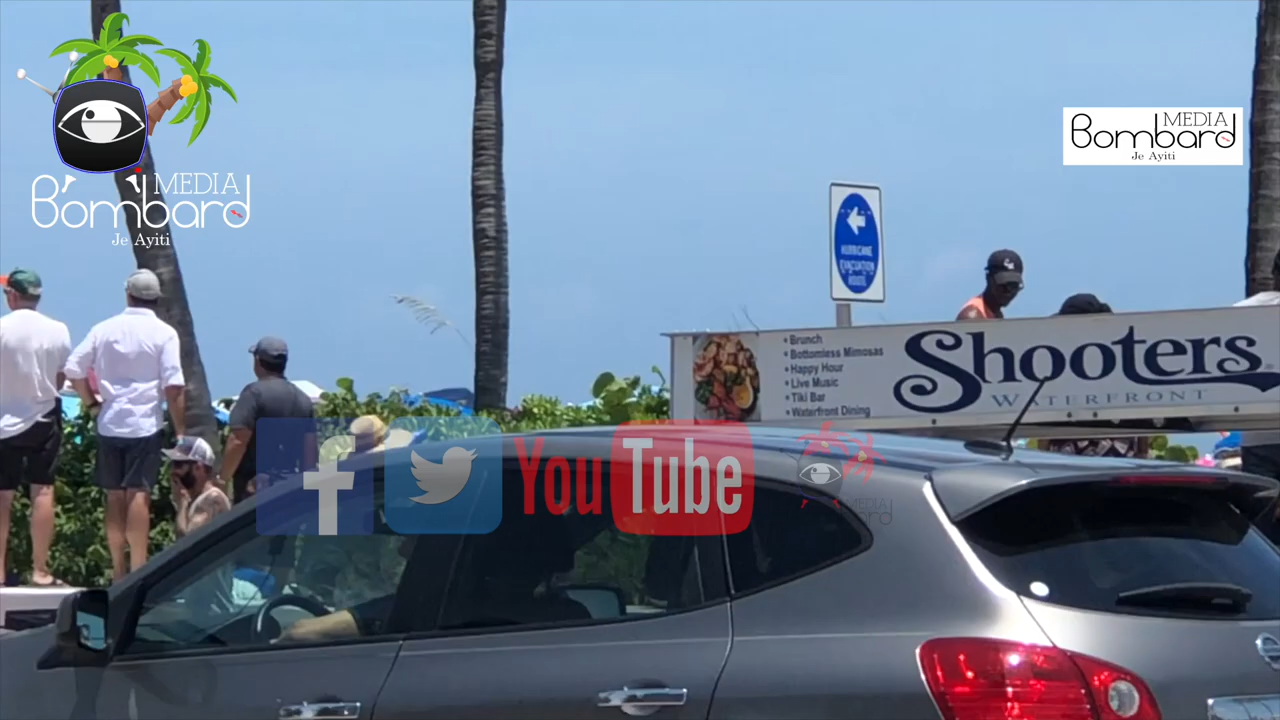 MEDIA
Bombard
Je Ayiti
MEDIA
Bombard
Je Ayiti
HURRICANE
EVACUATION
ROUTE
• Brunch
• Bottomless Mimosas
• Happy Hour
• Live Music
• Tiki Bar
• Waterfront Dining
Shooters
WATERFRONT
f
YouTube
MEDIA